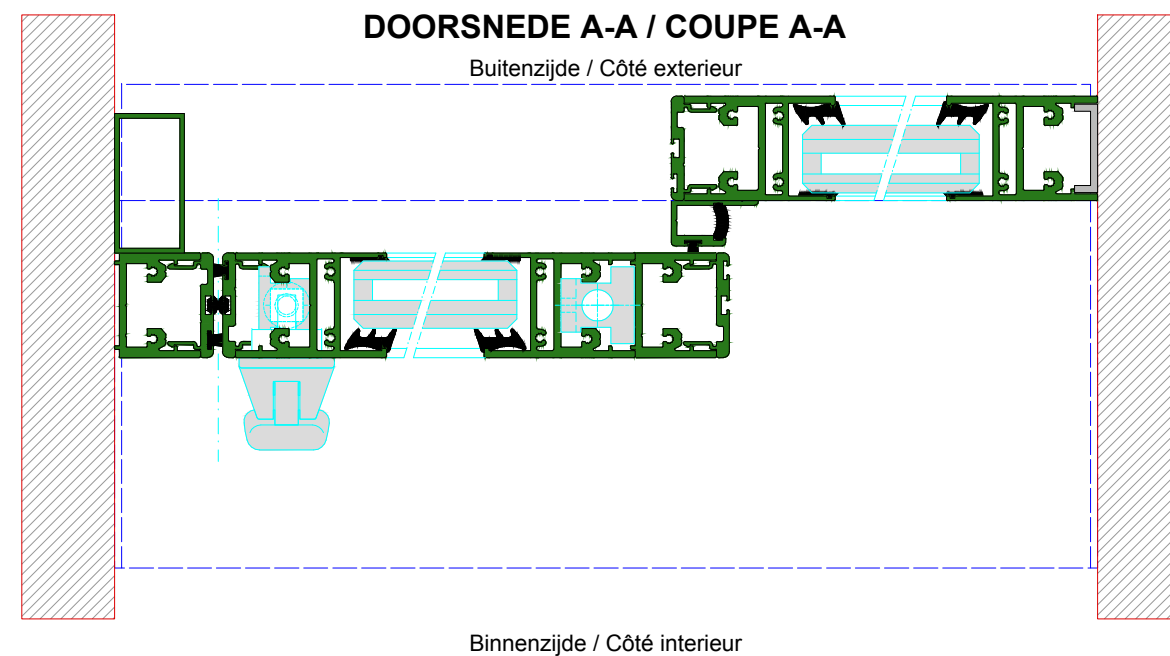 DOORSNEDE A-A / COUPE A-A
Buitenzijde / Côté exterieur
Binnenzijde / Côté interieur